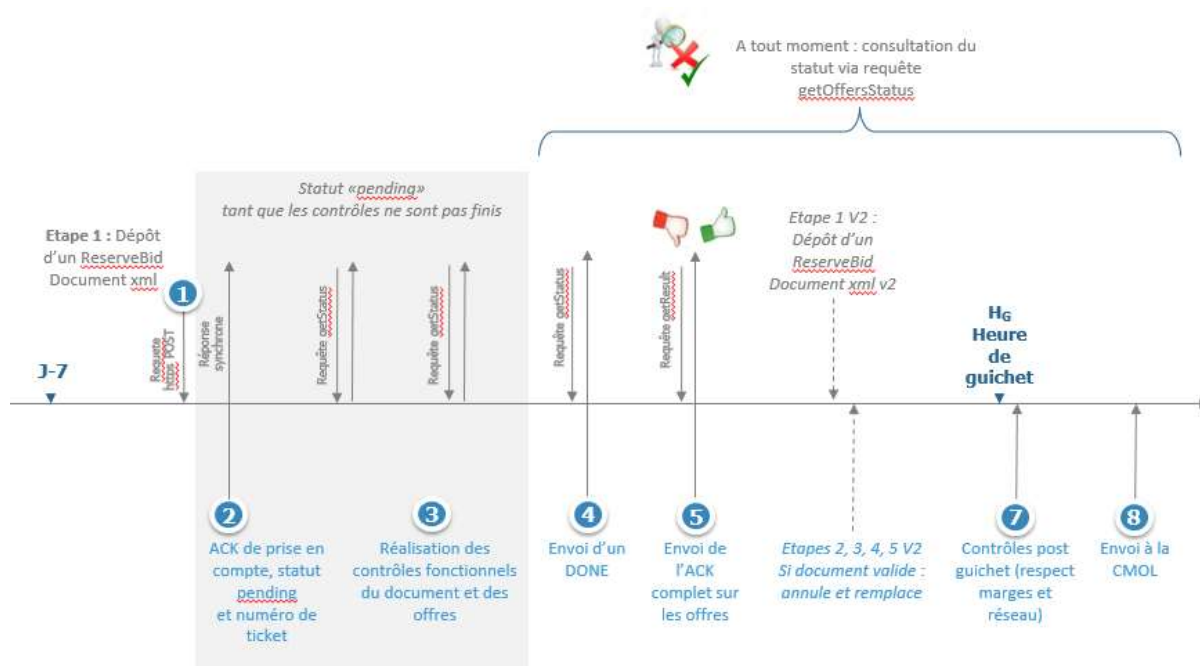 A tout moment : consultation du
statut via requête
getOffersStatus
Statut «pending»
tant que les contrôles ne sont pas finis
Etape 1 : Dépôt
d’un ReserveBid
Document xml
1
Etape 1 V2 :
Dépôt d’un
ReserveBid
Document xml v2
J-7
Requete
https POST
Réponse
synchrone
Requête getStatus
Requête getStatus
Requête getStatus
Requête getResult
HG
Heure
de
guichet
2
ACK de prise en
compte, statut
pending
et numéro de
ticket
3
Réalisation des
contrôles fonctionnels
du document et des
offres
4
Envoi d’un
DONE
5
Envoi de
l’ACK
complet sur
les offres
Etapes 2, 3, 4, 5 V2
Si document valide :
annule et remplace
7
Contrôles post
guichet (respect
marges et
réseau)
8
Envoi à la
CMOL